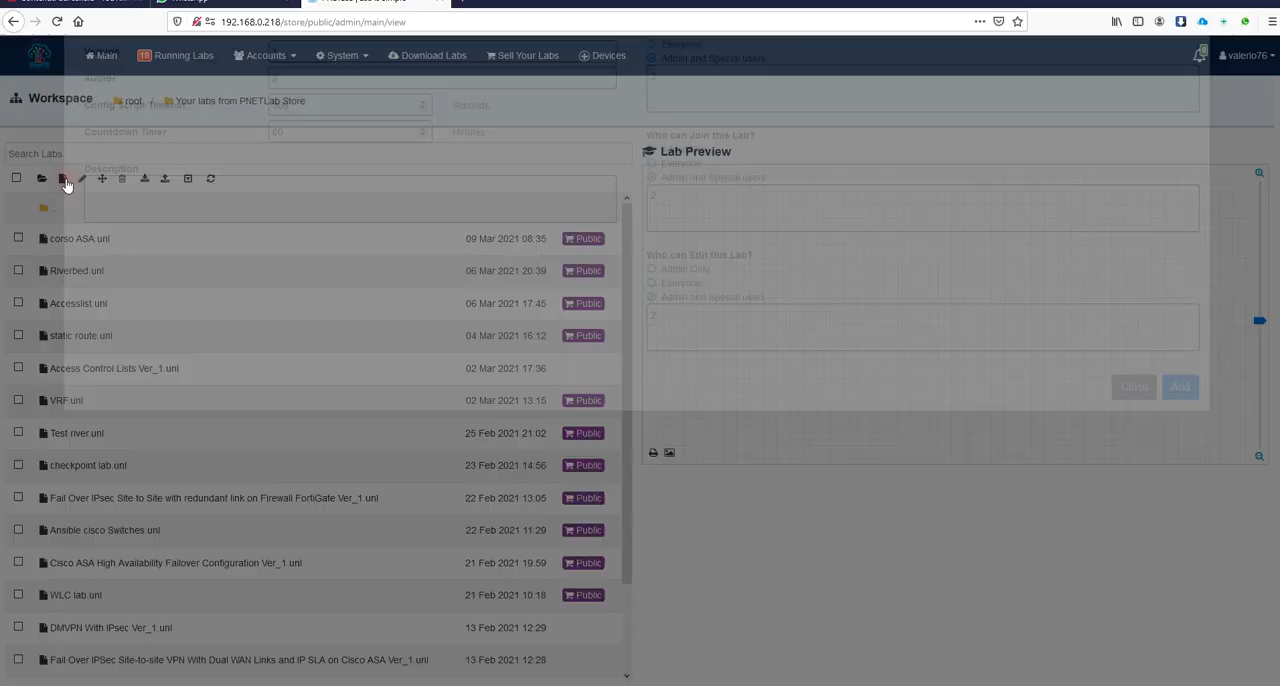 WhatsApp
192.168.0.218/store/public/admin/main/view
Main
10 Running Labs
Accounts
System
Download Labs
Sell Your Labs
Devices
valerio76
Workspace
root / Your labs from PNETLab Store
Author
Config Script Timeout
Seconds
Countdown Timer
60
Minutes
Description
Everyone
Admin and Special users
2
Who can Join this Lab?
Everyone
Admin and Special users
2
Who can Edit this Lab?
Admin Only
Everyone
Admin and Special users
2
Close
Add
Search Labs
Lab Preview
..
corso ASA.unl 09 Mar 2021 08:35 Public
Riverbed.unl 06 Mar 2021 20:39 Public
Accesslist.unl 06 Mar 2021 17:45 Public
static route.unl 04 Mar 2021 16:12 Public
Access Control Lists Ver_1.unl 02 Mar 2021 17:36
VRF.unl 02 Mar 2021 13:15 Public
Test river.unl 25 Feb 2021 21:02 Public
checkpoint lab.unl 23 Feb 2021 14:56 Public
Fail Over IPsec Site to Site with redundant link on Firewall FortiGate Ver_1.unl 22 Feb 2021 13:05 Public
Ansible cisco Switches.unl 22 Feb 2021 11:29 Public
Cisco ASA High Availability Failover Configuration Ver_1.unl 21 Feb 2021 19:59 Public
WLC lab.unl 21 Feb 2021 10:18 Public
DMVPN With IPsec Ver_1.unl 13 Feb 2021 12:29
Fail Over IPSec Site-to-site VPN With Dual WAN Links and IP SLA on Cisco ASA Ver_1.unl 13 Feb 2021 12:28